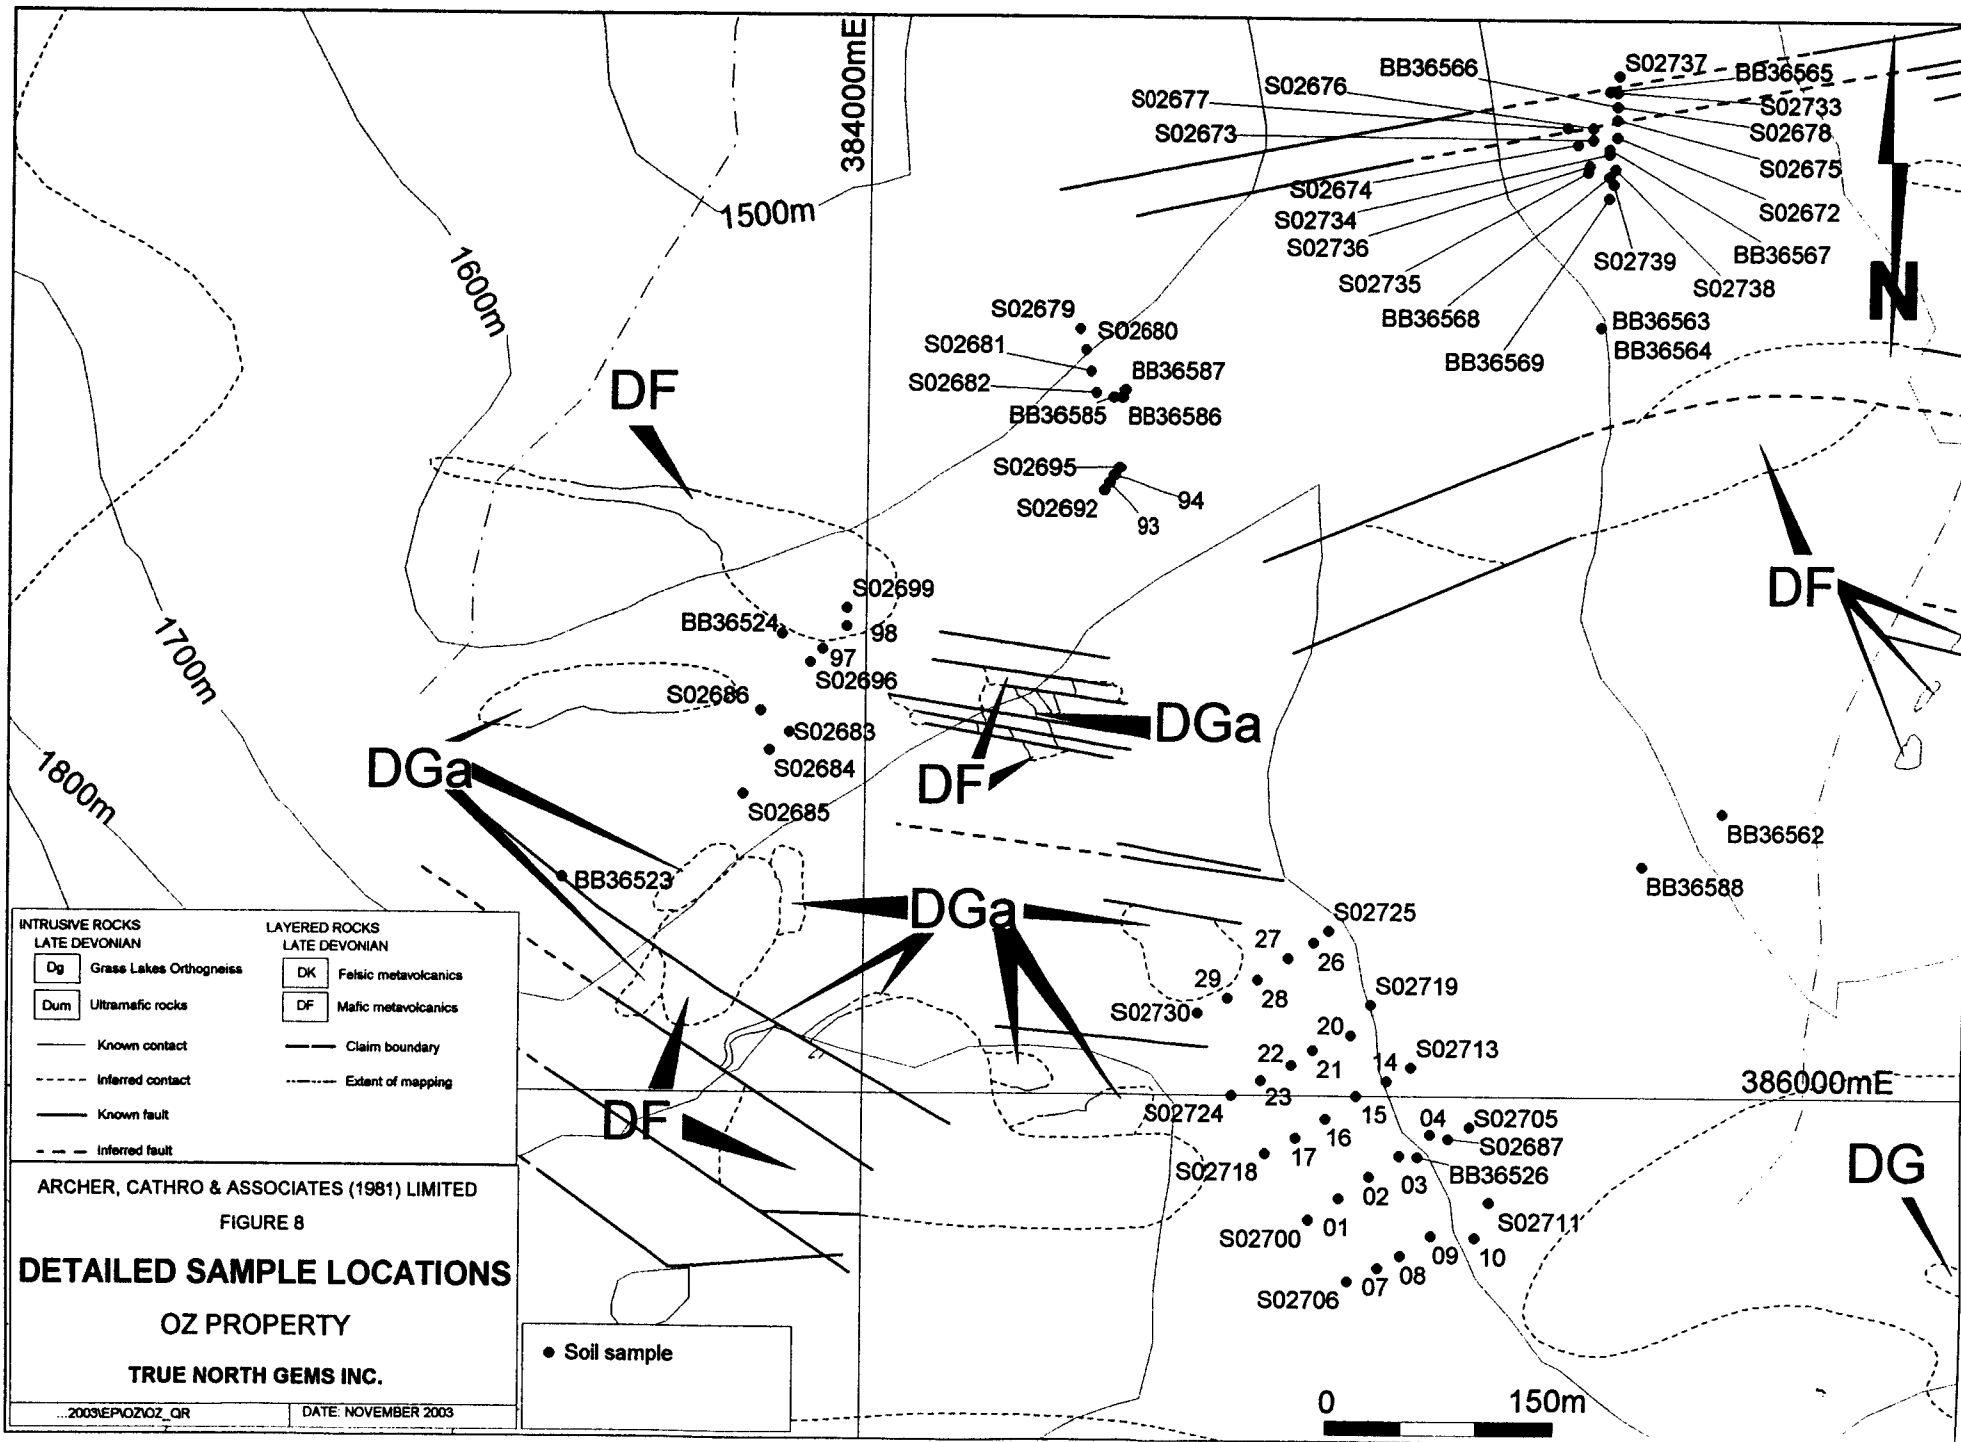 384000mE
S02737
BB36566
BB36565
S02676
S02677
S02733
S02673
S02678
S02675
S02674
S02672
S02734
S02736
BB36567
S02739
S02735
S02738
BB36568
BB36563
BB36569
BB36564
N
1500m
1600m
1700m
1800m
S02679
S02680
S02681
S02682
BB36587
BB36585
BB36586
S02695
94
S02692
93
DF
DF
S02699
BB36524
98
97
S02696
S02686
S02683
S02684
S02685
DGa
DGa
DF
BB36562
BB36588
BB36523
DGa
S02725
27
26
29
28
S02730
S02719
20
22
21
S02713
14
23
S02724
15
386000mE
16
17
S02718
04
S02705
S02687
BB36526
03
02
01
S02700
S02711
10
09
08
07
S02706
DF
DG
INTRUSIVE ROCKS
LATE DEVONIAN
Dg Grass Lakes Orthogneiss
Dum Ultramafic rocks
LAYERED ROCKS
LATE DEVONIAN
DK Felsic metavolcanics
DF Mafic metavolcanics
Known contact
Inferred contact
Known fault
Inferred fault
Claim boundary
Extent of mapping
ARCHER, CATHRO & ASSOCIATES (1981) LIMITED
FIGURE 8
DETAILED SAMPLE LOCATIONS
OZ PROPERTY
TRUE NORTH GEMS INC.
...2003\EP\OZ\OZ_QR
DATE: NOVEMBER 2003
Soil sample
0 150m